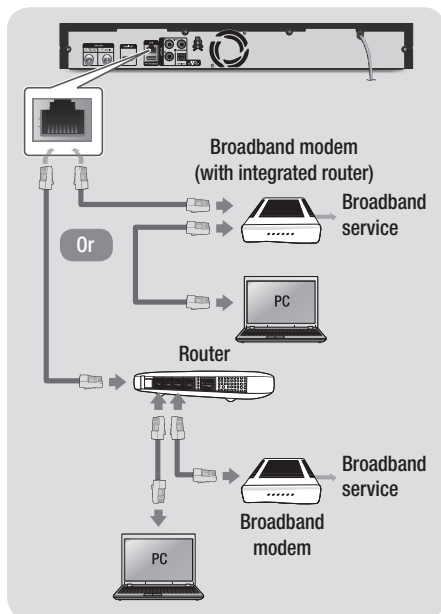 Broadband modem
(with integrated router)
Broadband
service
Or
PC
Router
Broadband
service
Broadband
modem
PC